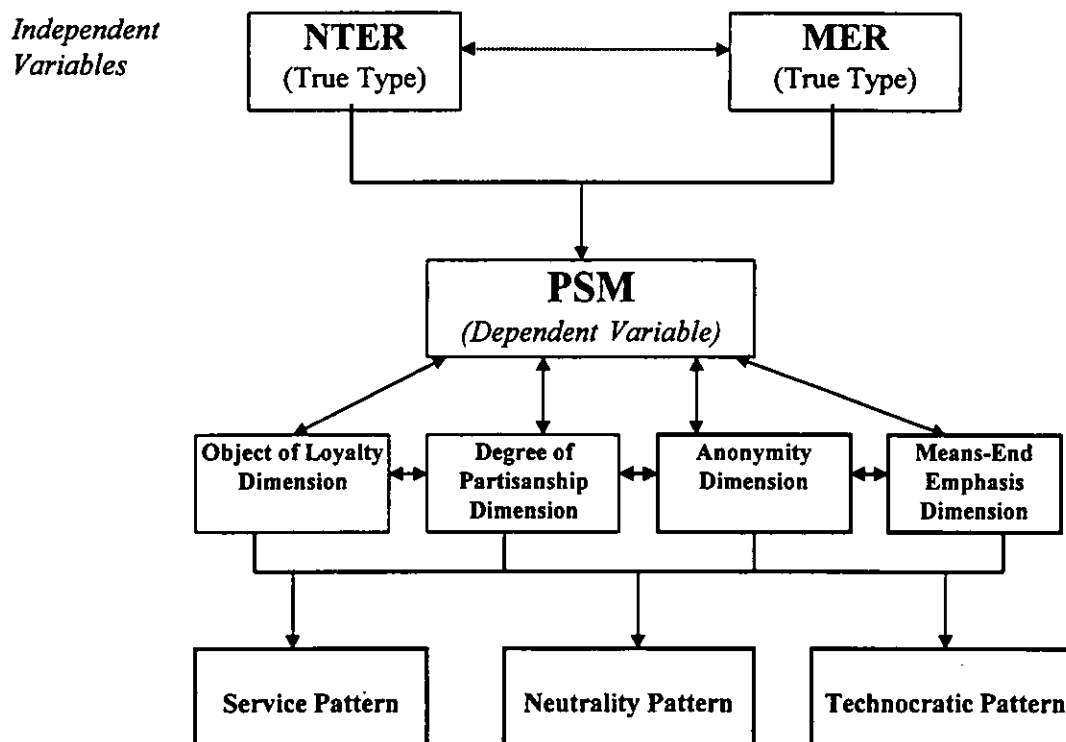 Independent
Variables
NTER
(True Type)
MER
(True Type)
PSM
(Dependent Variable)
Object of Loyalty
Dimension
Degree of
Partisanship
Dimension
Anonymity
Dimension
Means-End
Emphasis
Dimension
Service Pattern
Neutrality Pattern
Technocratic Pattern